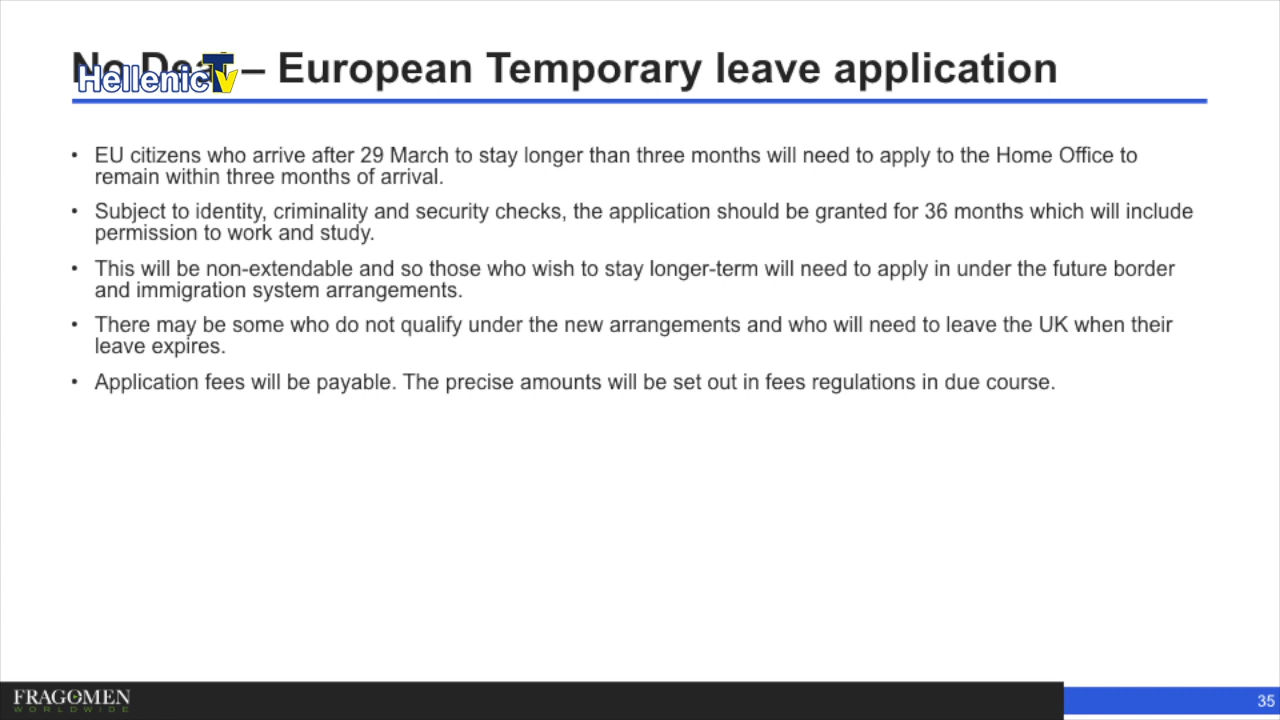 No Deal – European Temporary leave application
HellenicTV
• EU citizens who arrive after 29 March to stay longer than three months will need to apply to the Home Office to
remain within three months of arrival.
• Subject to identity, criminality and security checks, the application should be granted for 36 months which will include
permission to work and study.
• This will be non-extendable and so those who wish to stay longer-term will need to apply in under the future border
and immigration system arrangements.
• There may be some who do not qualify under the new arrangements and who will need to leave the UK when their
leave expires.
• Application fees will be payable. The precise amounts will be set out in fees regulations in due course.
FRAGOMEN
WORLDWIDE
35